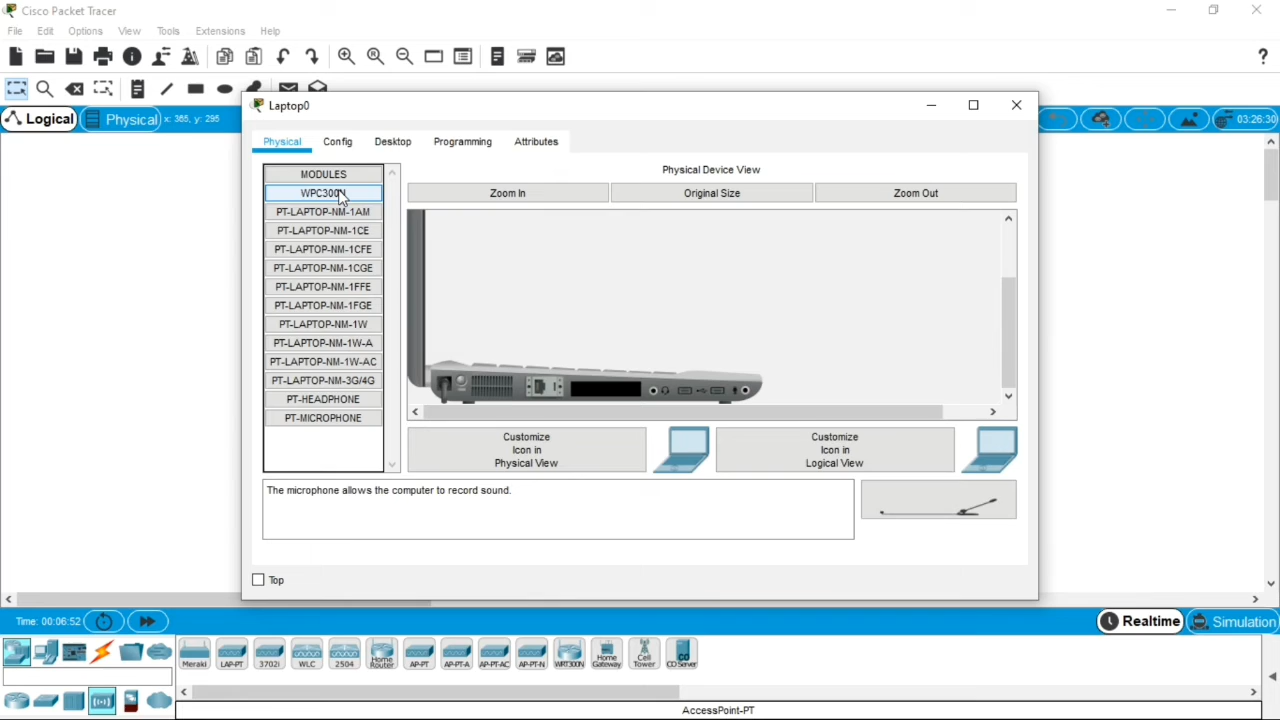 Cisco Packet Tracer
File Edit Options View Tools Extensions Help
Logical Physical x: 365, y: 295
03:26:30
Laptop0
Physical Config Desktop Programming Attributes
MODULES
WPC300N
PT-LAPTOP-NM-1AM
PT-LAPTOP-NM-1CE
PT-LAPTOP-NM-1CFE
PT-LAPTOP-NM-1CGE
PT-LAPTOP-NM-1FFE
PT-LAPTOP-NM-1FGE
PT-LAPTOP-NM-1W
PT-LAPTOP-NM-1W-A
PT-LAPTOP-NM-1W-AC
PT-LAPTOP-NM-3G/4G
PT-HEADPHONE
PT-MICROPHONE
Physical Device View
Zoom In Original Size Zoom Out
Customize
Icon in
Physical View
Customize
Icon in
Logical View
The microphone allows the computer to record sound.
Top
Time: 00:06:52
Realtime Simulation
Meraki LAP-PT 3702i WLC 2504 Home Router AP-PT AP-PT-A AP-PT-AC AP-PT-N WRT300N Home Gateway Cell Tower CO Server
AccessPoint-PT